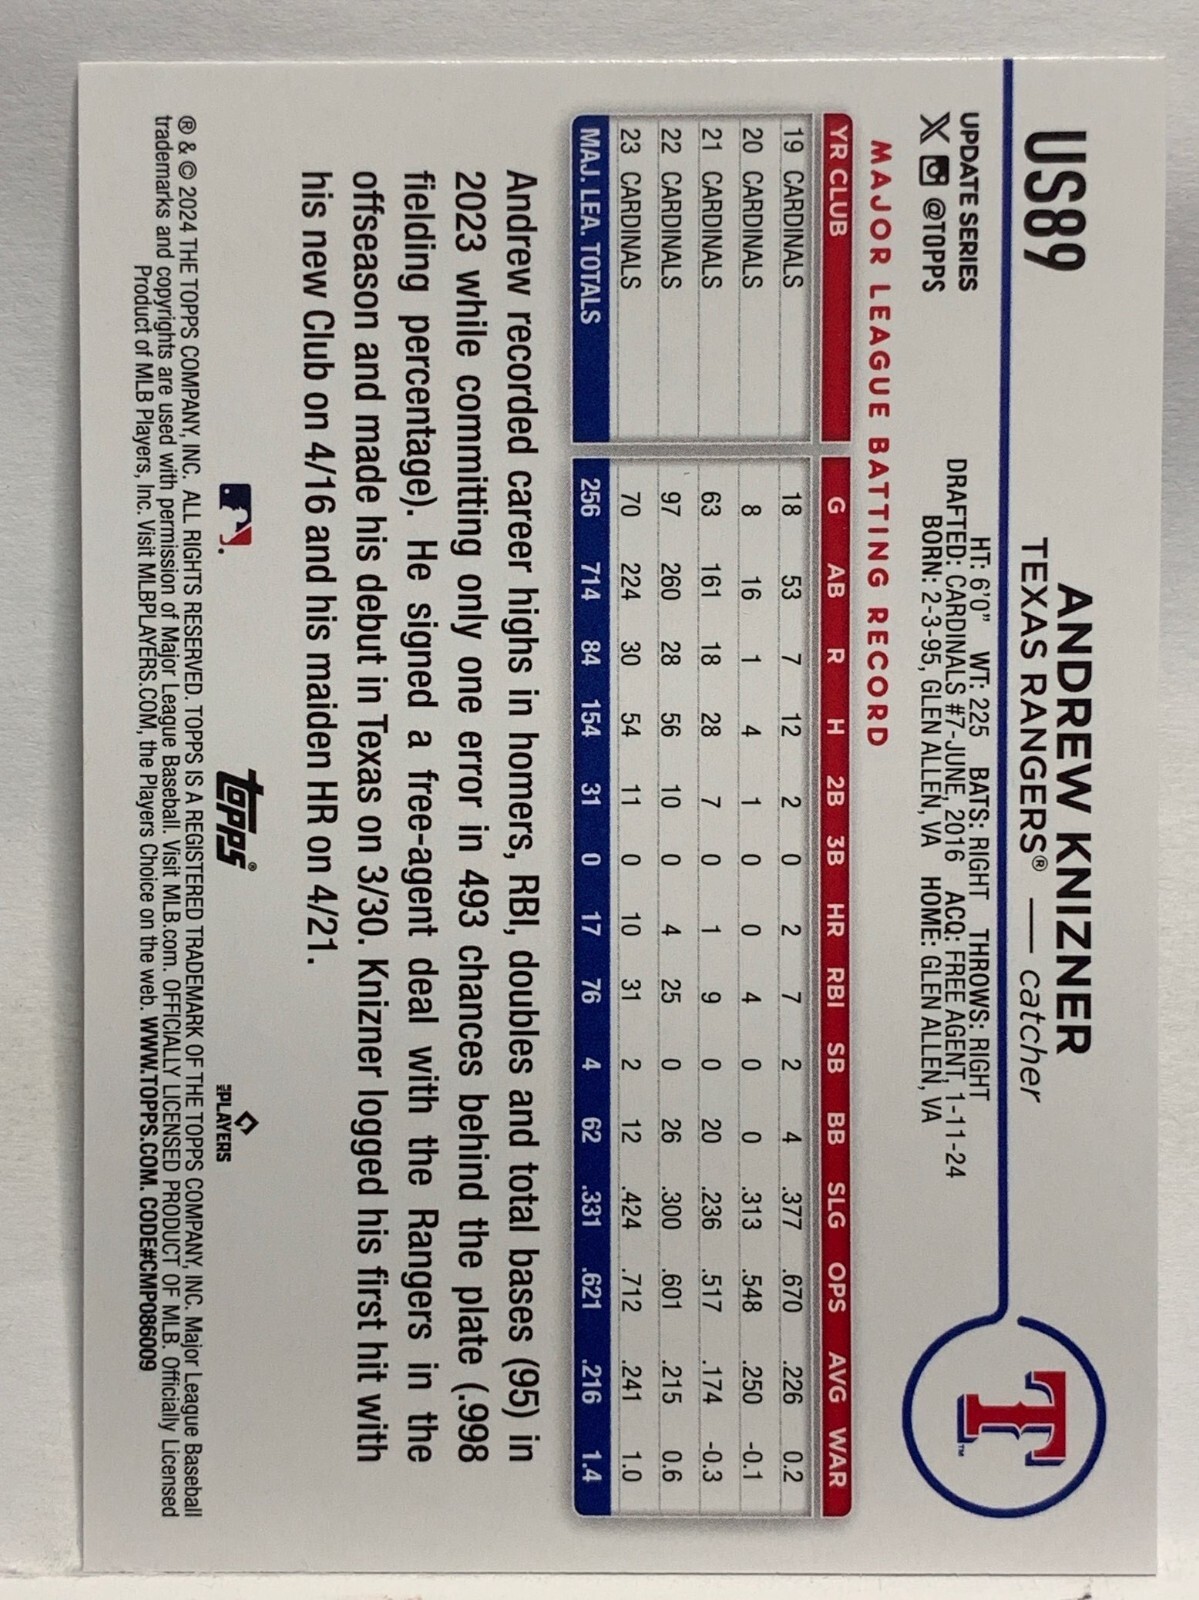 US89
ANDREW KNIZNER
TEXAS RANGERS® — catcher
UPDATE SERIES
X @TOPPS
HT: 6'0" WT: 225 BATS: RIGHT THROWS: RIGHT
DRAFTED: CARDINALS #7-JUNE, 2016 ACQ: FREE AGENT, 1-11-24
BORN: 2-3-95, GLEN ALLEN, VA HOME: GLEN ALLEN, VA
T™
MAJOR LEAGUE BATTING RECORD
YR CLUB G AB R H 2B 3B HR RBI SB BB SLG OPS AVG WAR
19 CARDINALS 18 53 7 12 2 0 2 7 2 4 .377 .670 .226 0.2
20 CARDINALS 8 16 1 4 1 0 0 4 0 0 .313 .548 .250 -0.1
21 CARDINALS 63 161 18 28 7 0 1 9 0 20 .236 .517 .174 -0.3
22 CARDINALS 97 260 28 56 10 0 4 25 0 26 .300 .601 .215 0.6
23 CARDINALS 70 224 30 54 11 0 10 31 2 12 .424 .712 .241 1.0
MAJ. LEA. TOTALS 256 714 84 154 31 0 17 76 4 62 .331 .621 .216 1.4
Andrew recorded career highs in homers, RBI, doubles and total bases (95) in
2023 while committing only one error in 493 chances behind the plate (.998
fielding percentage). He signed a free-agent deal with the Rangers in the
offseason and made his debut in Texas on 3/30. Knizner logged his first hit with
his new Club on 4/16 and his maiden HR on 4/21.
topps®
MLB PLAYERS
® & © 2024 THE TOPPS COMPANY, INC. ALL RIGHTS RESERVED. TOPPS IS A REGISTERED TRADEMARK OF THE TOPPS COMPANY, INC. Major League Baseball
trademarks and copyrights are used with permission of Major League Baseball. Visit MLB.com. OFFICIALLY LICENSED PRODUCT OF MLB. Officially Licensed
Product of MLB Players, Inc. Visit MLBPLAYERS.COM, the Players Choice on the web. WWW.TOPPS.COM. CODE#CMP086009